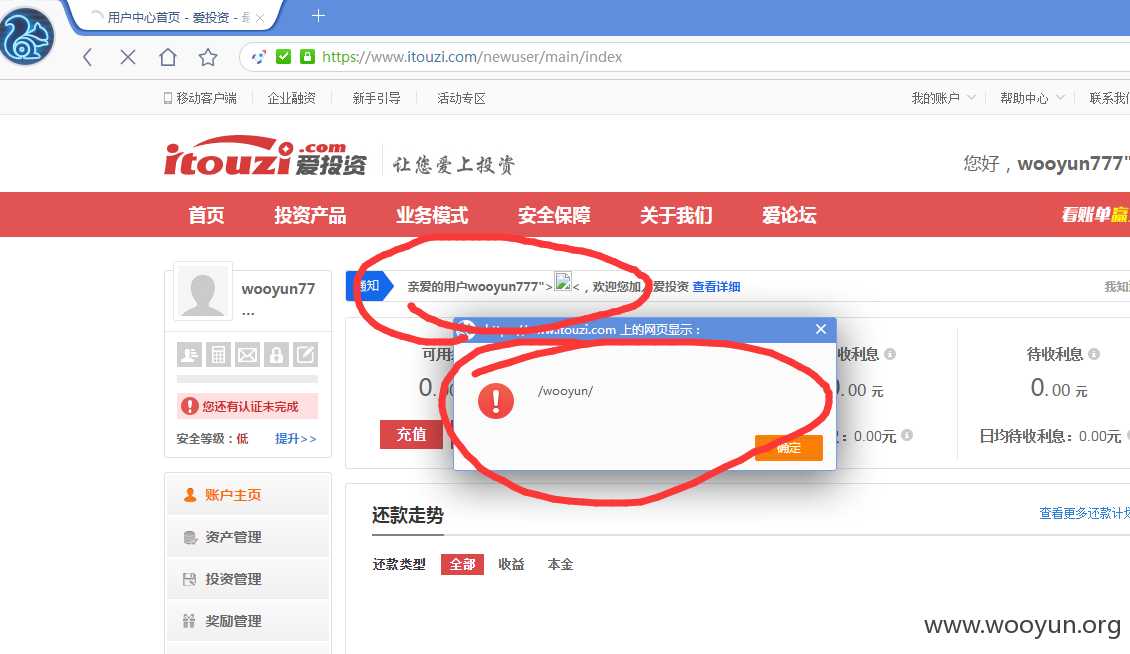 用户中心首页 - 爱投资 -
https://www.itouzi.com/newuser/main/index
移动客户端 企业融资 新手引导 活动专区 我的账户 帮助中心 联系我们
itouzi.com 爱投资 让您爱上投资 您好，wooyun777"
首页 投资产品 业务模式 安全保障 关于我们 爱论坛 看账单赢
wooyun77
...
通知 亲爱的用户wooyun777">< ，欢迎您加 爱投资 查看详细 我知
https://www.itouzi.com 上的网页显示：
可用 收利息 待收利息
/wooyun/
0.00 0.00 元 0.00 元
您还有认证未完成
充值 ：0.00元 日均待收利息：0.00元
安全等级：低 提升>>
确定
账户主页
资产管理
投资管理
奖励管理
还款走势 查看更多还款计划
还款类型 全部 收益 本金
www.wooyun.org